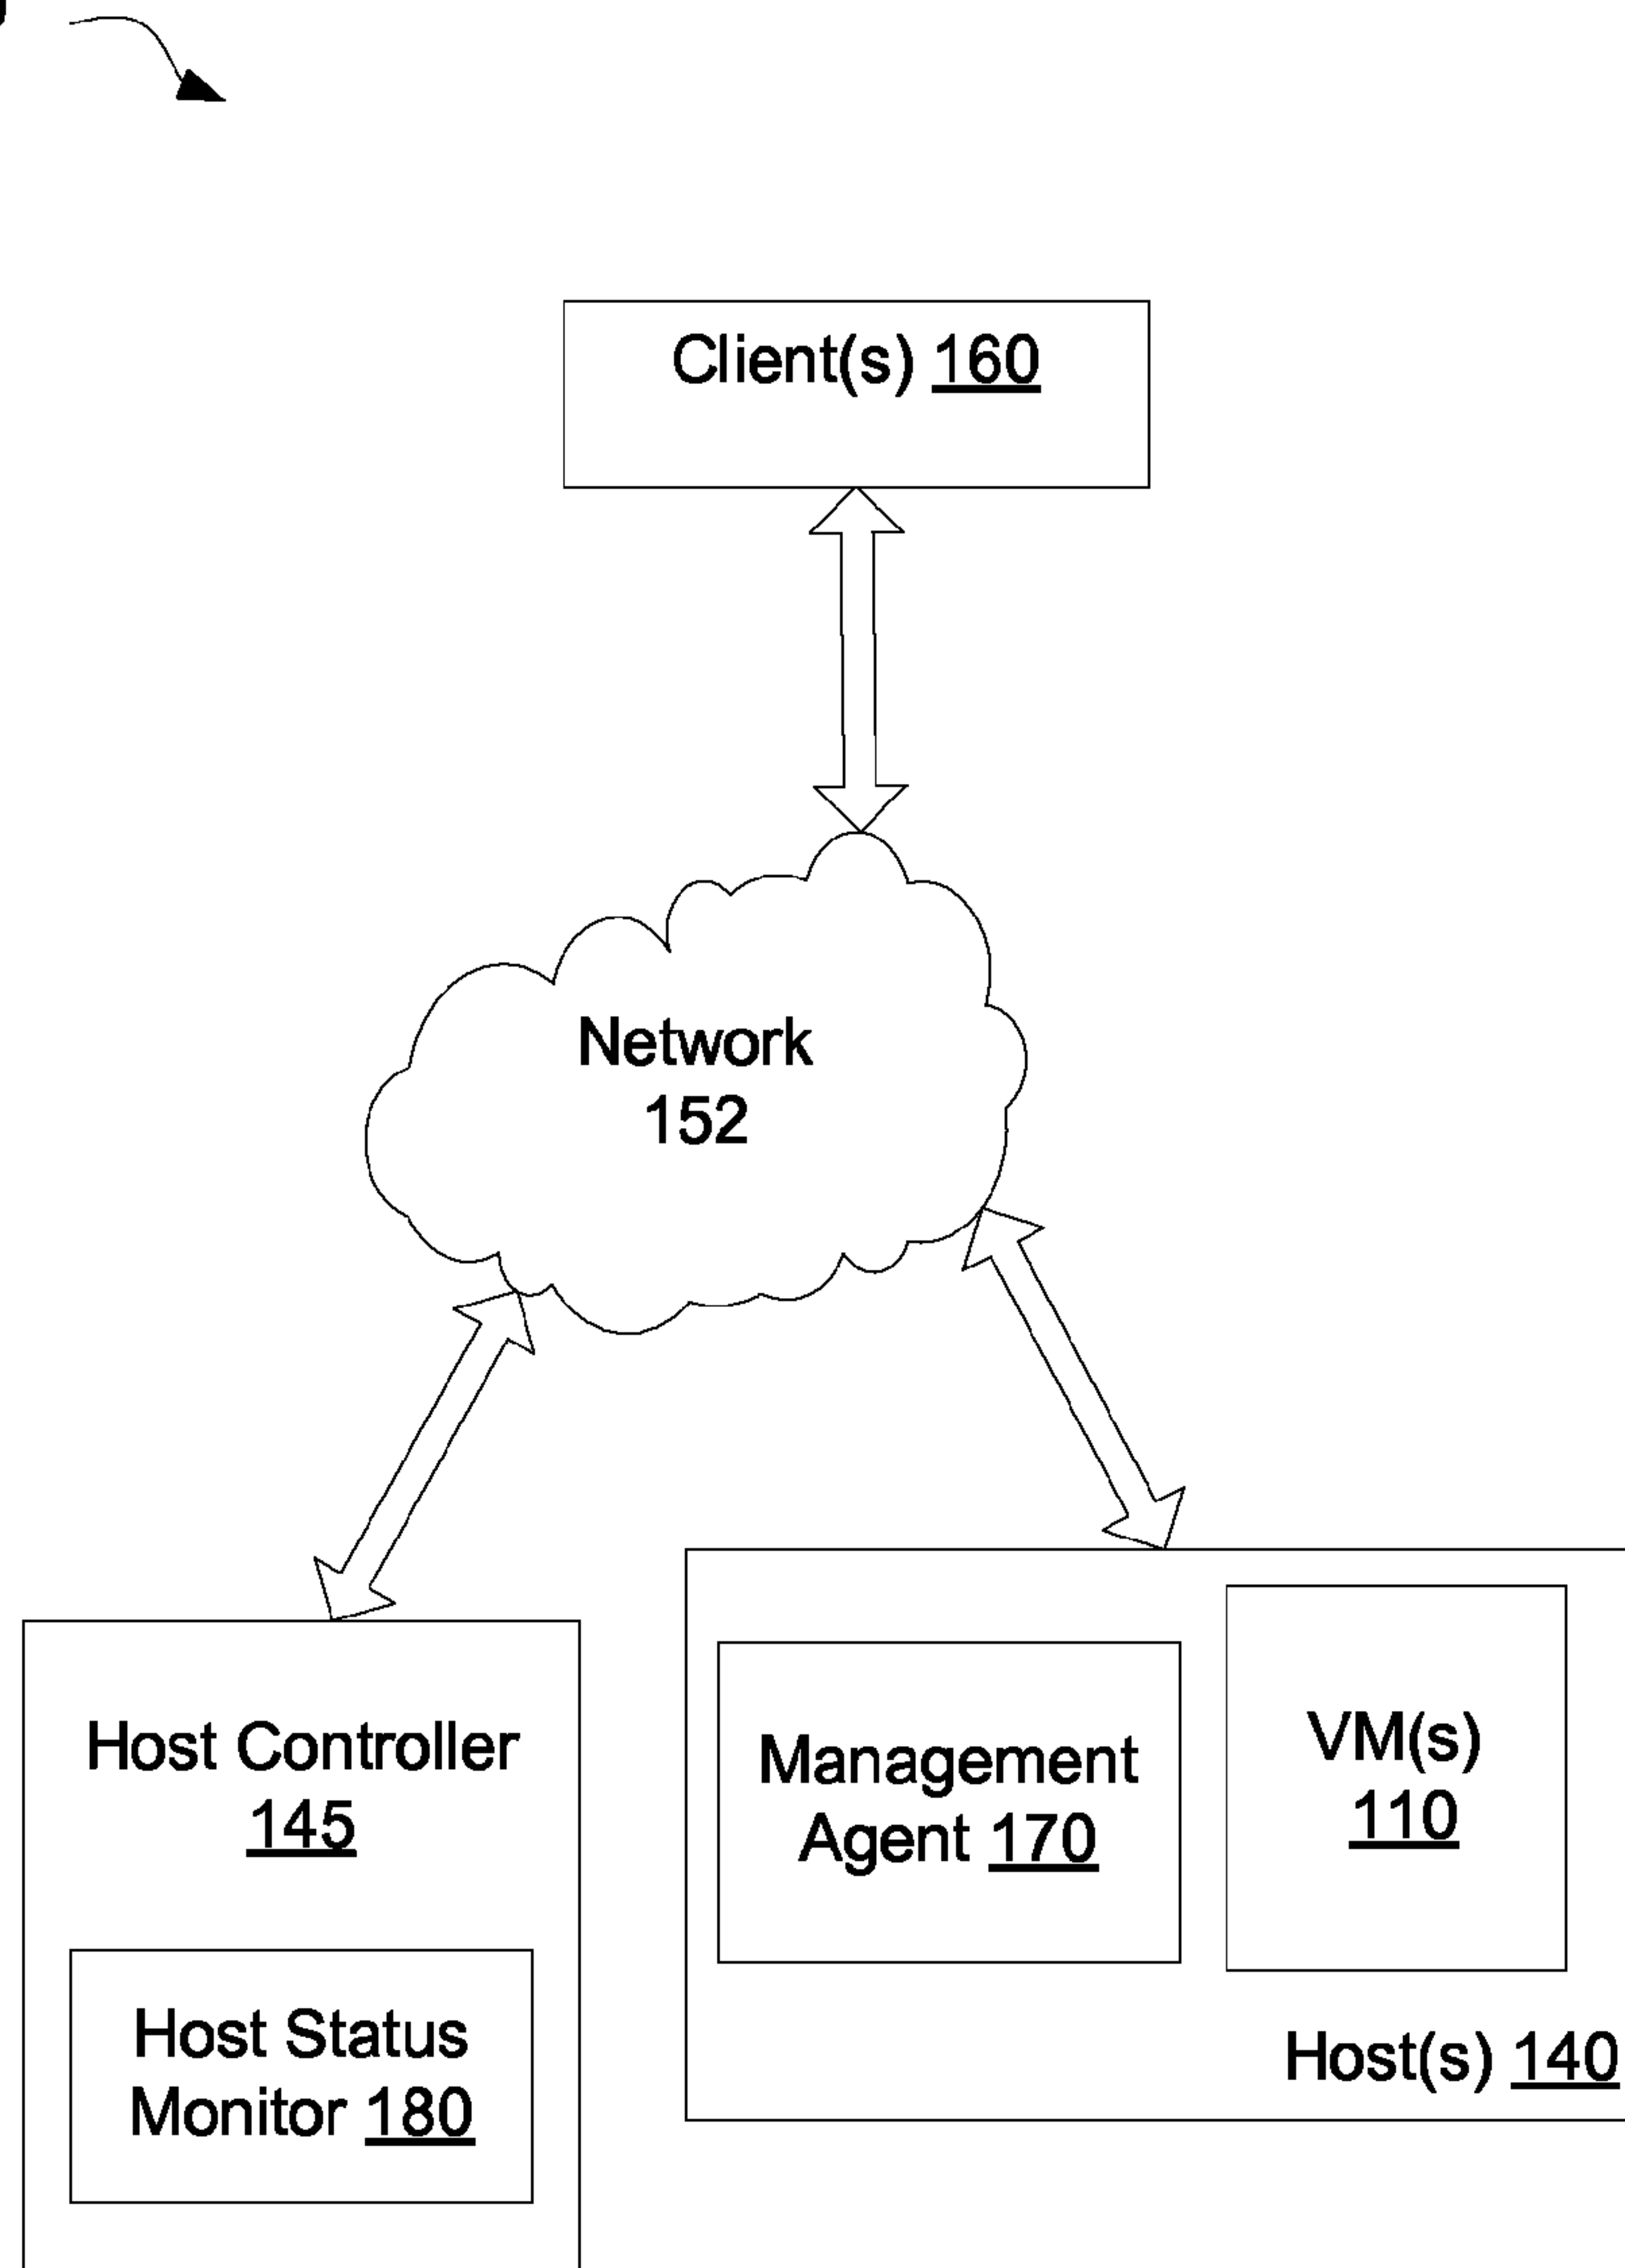 Client(s) 160
Network
152
Host Controller
145
Host Status
Monitor 180
Management
Agent 170
VM(s)
110
Host(s) 140